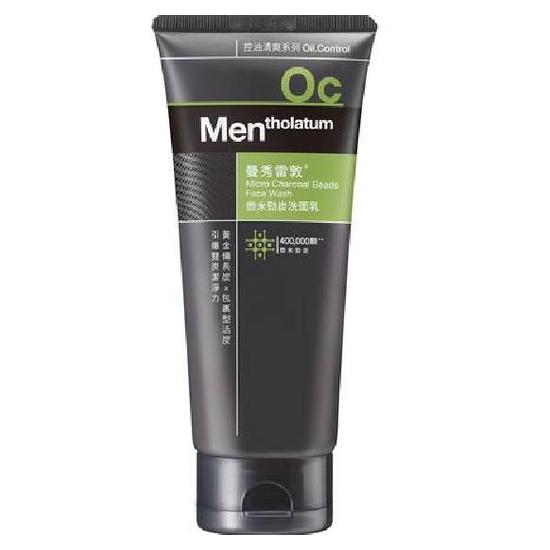 控油清爽系列 Oil.Control
Oc
Mentholatum
曼秀雷敦®
Micro Charcoal Beads
Face Wash
微米勁炭洗面乳
400,000顆**
微米勁炭
黃金備長炭 x 包裹型活炭
引爆雙炭潔淨力